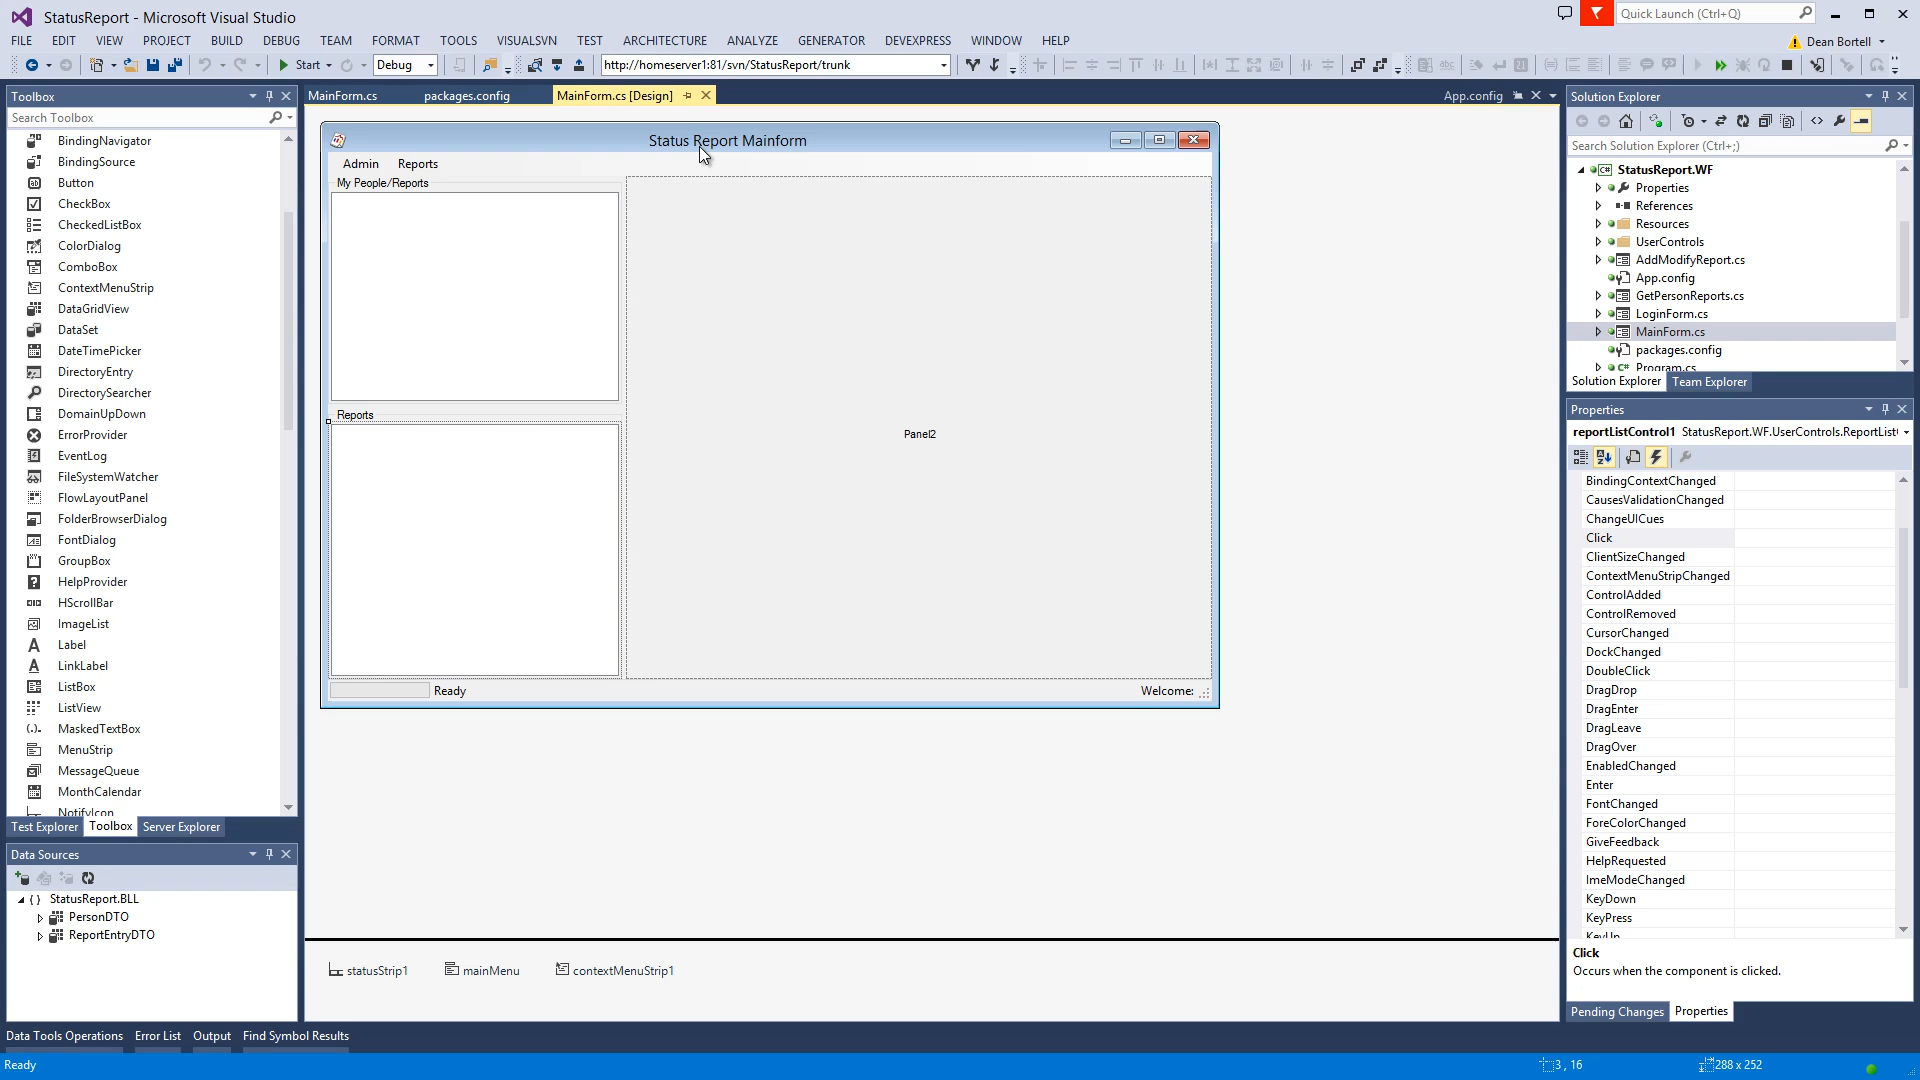 StatusReport - Microsoft Visual Studio
Quick Launch (Ctrl+Q)
FILE EDIT VIEW PROJECT BUILD DEBUG TEAM FORMAT TOOLS VISUALSVN TEST ARCHITECTURE ANALYZE GENERATOR DEVEXPRESS WINDOW HELP
Dean Bortell
Start Debug http://homeserver1:81/svn/StatusReport/trunk
Toolbox
Search Toolbox
BindingNavigator
BindingSource
Button
CheckBox
CheckedListBox
ColorDialog
ComboBox
ContextMenuStrip
DataGridView
DataSet
DateTimePicker
DirectoryEntry
DirectorySearcher
DomainUpDown
ErrorProvider
EventLog
FileSystemWatcher
FlowLayoutPanel
FolderBrowserDialog
FontDialog
GroupBox
HelpProvider
HScrollBar
ImageList
Label
LinkLabel
ListBox
ListView
MaskedTextBox
MenuStrip
MessageQueue
MonthCalendar
NotifyIcon
Test Explorer Toolbox Server Explorer
Data Sources
StatusReport.BLL
PersonDTO
ReportEntryDTO
MainForm.cs packages.config MainForm.cs [Design] App.config
Status Report Mainform
Admin Reports
My People/Reports
Reports
Panel2
Ready Welcome:
statusStrip1 mainMenu contextMenuStrip1
Solution Explorer
Search Solution Explorer (Ctrl+;)
StatusReport.WF
Properties
References
Resources
UserControls
AddModifyReport.cs
App.config
GetPersonReports.cs
LoginForm.cs
MainForm.cs
packages.config
Program.cs
Solution Explorer Team Explorer
Properties
reportListControl1 StatusReport.WF.UserControls.ReportList
BindingContextChanged
CausesValidationChanged
ChangeUICues
Click
ClientSizeChanged
ContextMenuStripChanged
ControlAdded
ControlRemoved
CursorChanged
DockChanged
DoubleClick
DragDrop
DragEnter
DragLeave
DragOver
EnabledChanged
Enter
FontChanged
ForeColorChanged
GiveFeedback
HelpRequested
ImeModeChanged
KeyDown
KeyPress
KeyUp
Click
Occurs when the component is clicked.
Pending Changes Properties
Data Tools Operations Error List Output Find Symbol Results
Ready 3 , 16 288 x 252